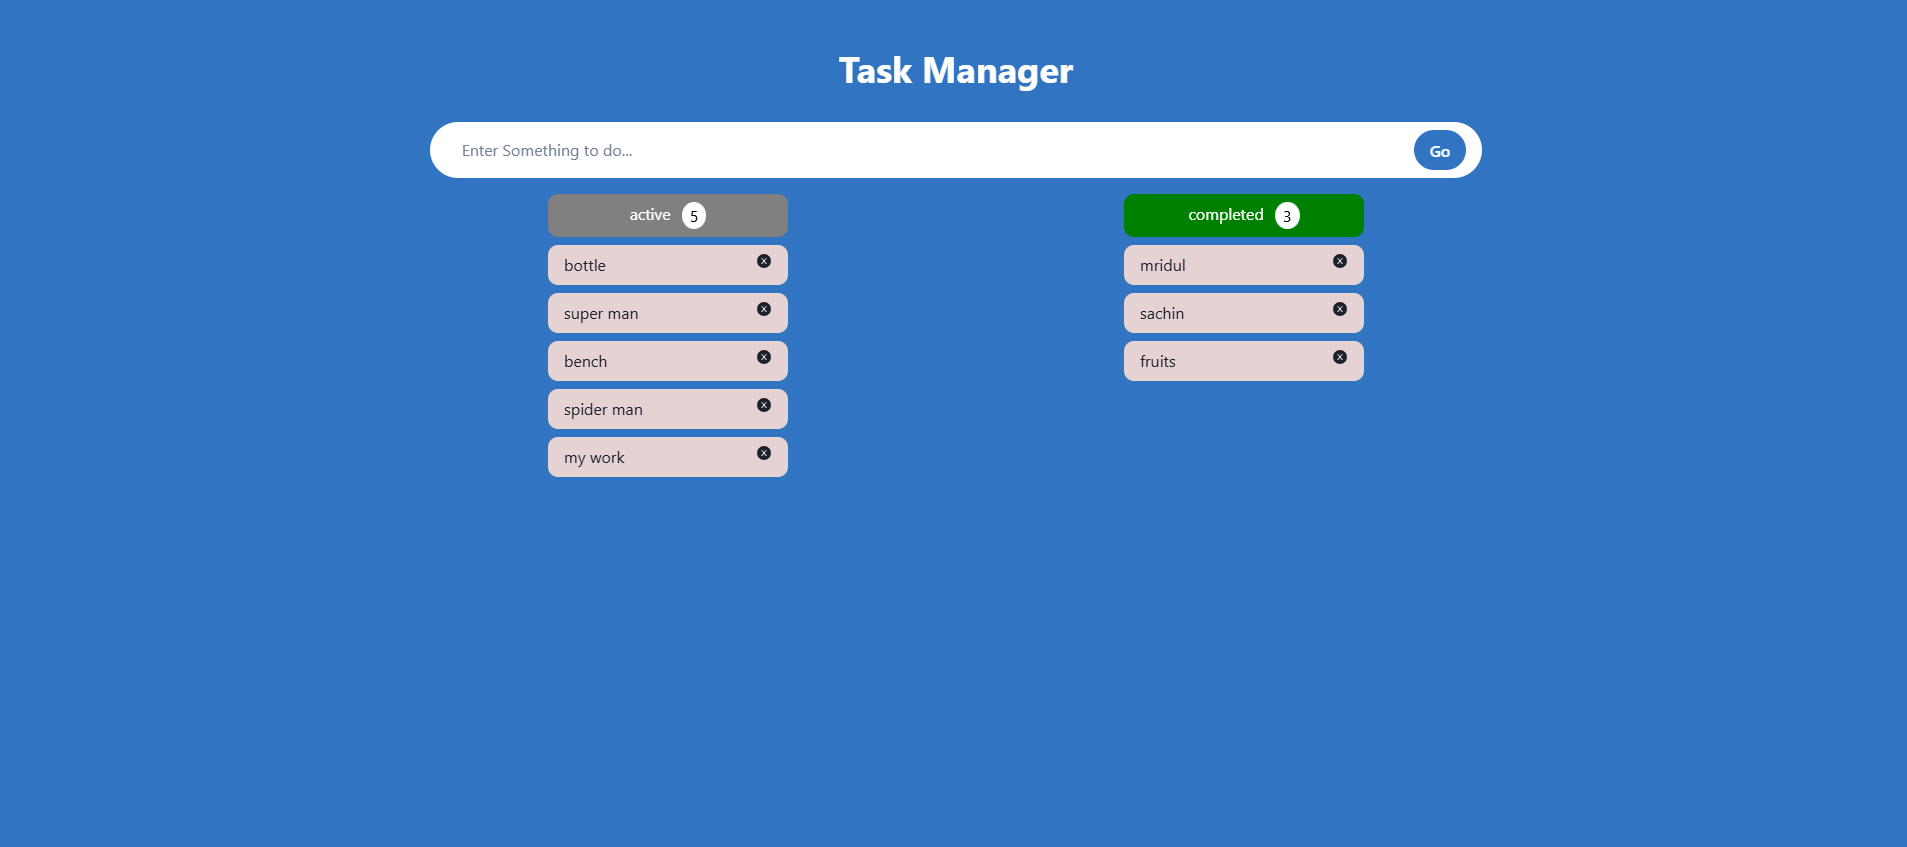 Task Manager
Enter Something to do...
Go
active 5
bottle
x
super man
x
bench
x
spider man
x
my work
x
completed 3
mridul
x
sachin
x
fruits
x